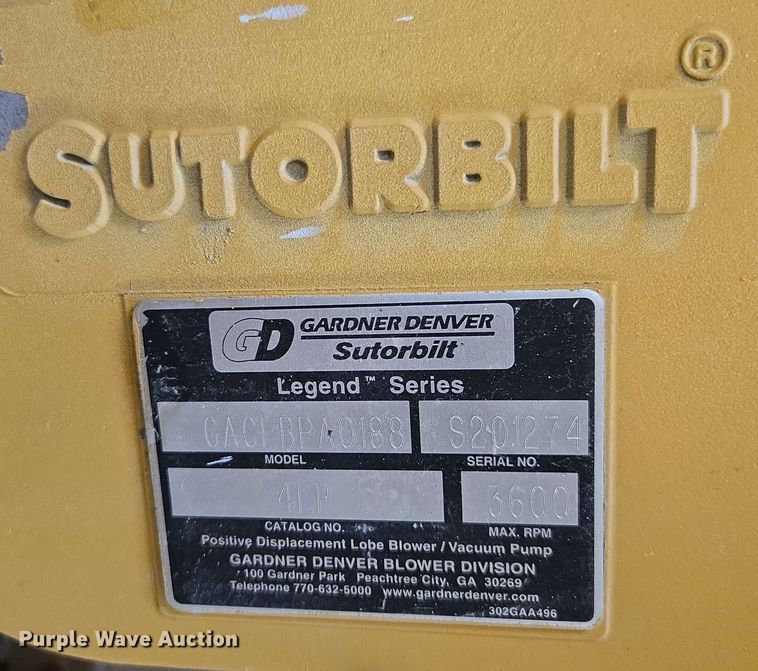 SUTORBILT®
GD GARDNER DENVER
Sutorbilt
Legend™ Series
S201274
MODEL SERIAL NO.
3600
CATALOG NO. MAX. RPM
Positive Displacement Lobe Blower / Vacuum Pump
GARDNER DENVER BLOWER DIVISION
100 Gardner Park Peachtree City, GA 30269
Telephone 770-632-5000 www.gardnerdenver.com
302GAA496
Purple Wave Auction